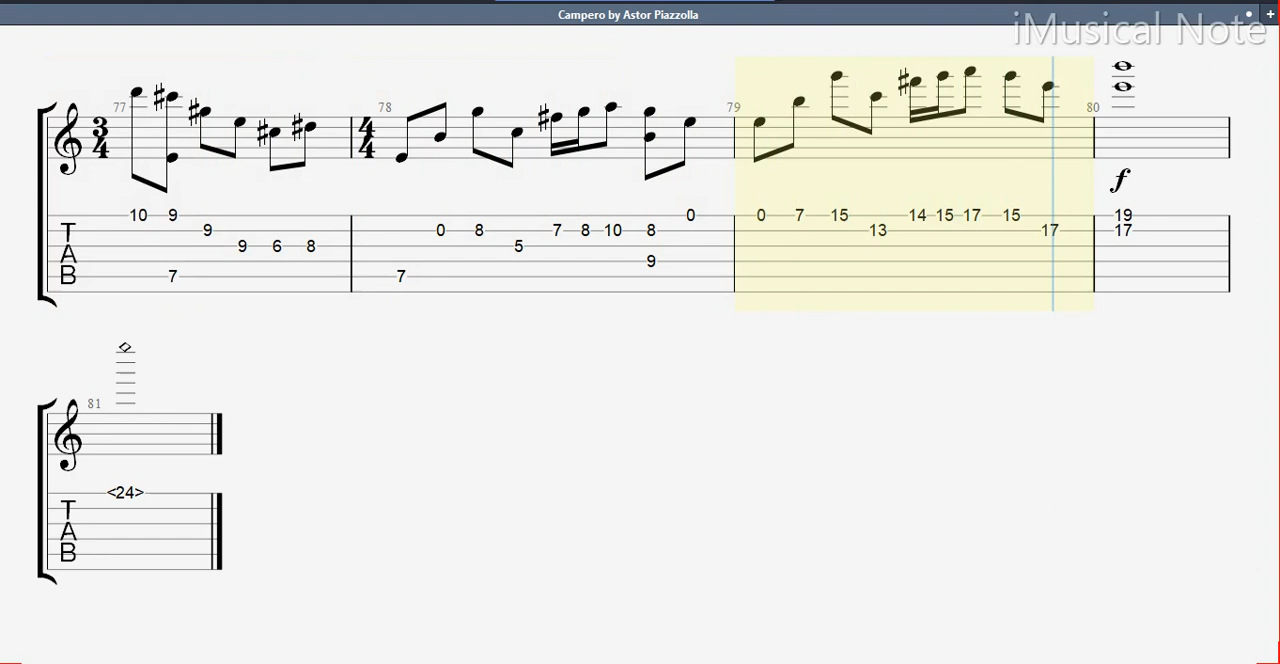 Campero by Astor Piazzolla
iMusical Note
77 78 79 80
3 4 4 4
f
10 9 0 0 7 15 14 15 17 15 19
T 9 0 8 7 8 10 8 13 17 17
A 9 6 8 5 9
B 7 7
81
<24>
T
A
B